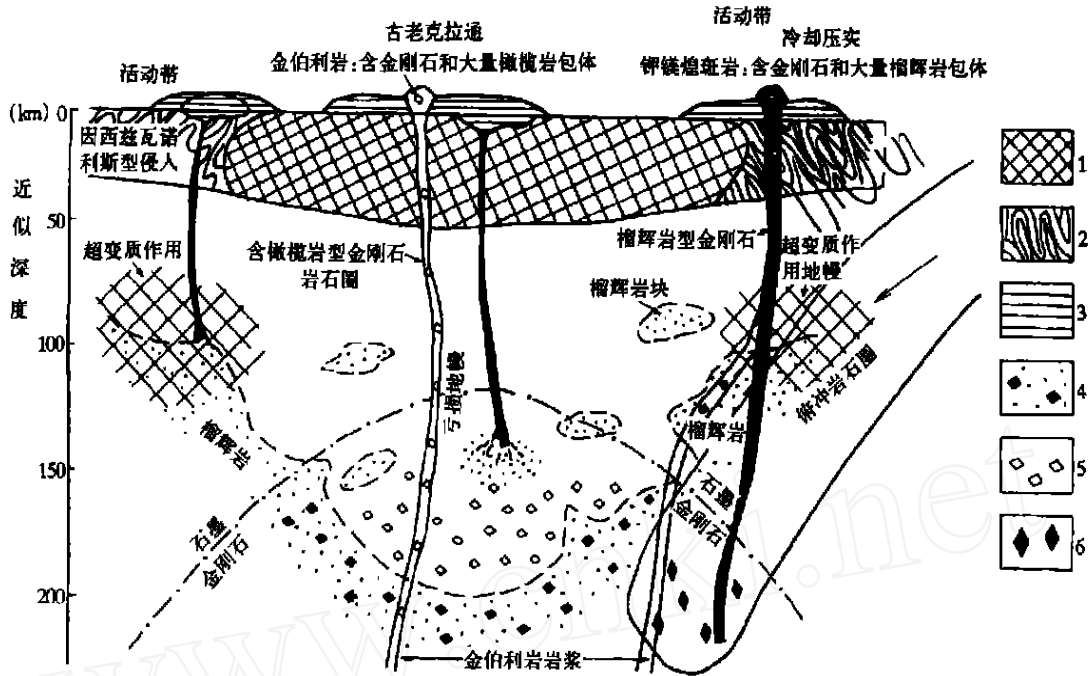 活动带
古老克拉通
金伯利岩:含金刚石和大量橄榄岩包体
活动带
冷却压实
钾镁煌斑岩:含金刚石和大量榴辉岩包体
(km) 0
50
100
150
200
近似深度
因西兹瓦诺
利斯型侵入
超变质作用
含橄榄岩型金刚石
岩石圈
榴辉岩型金刚石
超变质作
用地幔
榴辉岩块
亏损地幔
俯冲岩石圈
榴辉岩
榴辉岩
石墨
金刚石
石墨
金刚石
金伯利岩岩浆
1
2
3
4
5
6
www.cnki.net